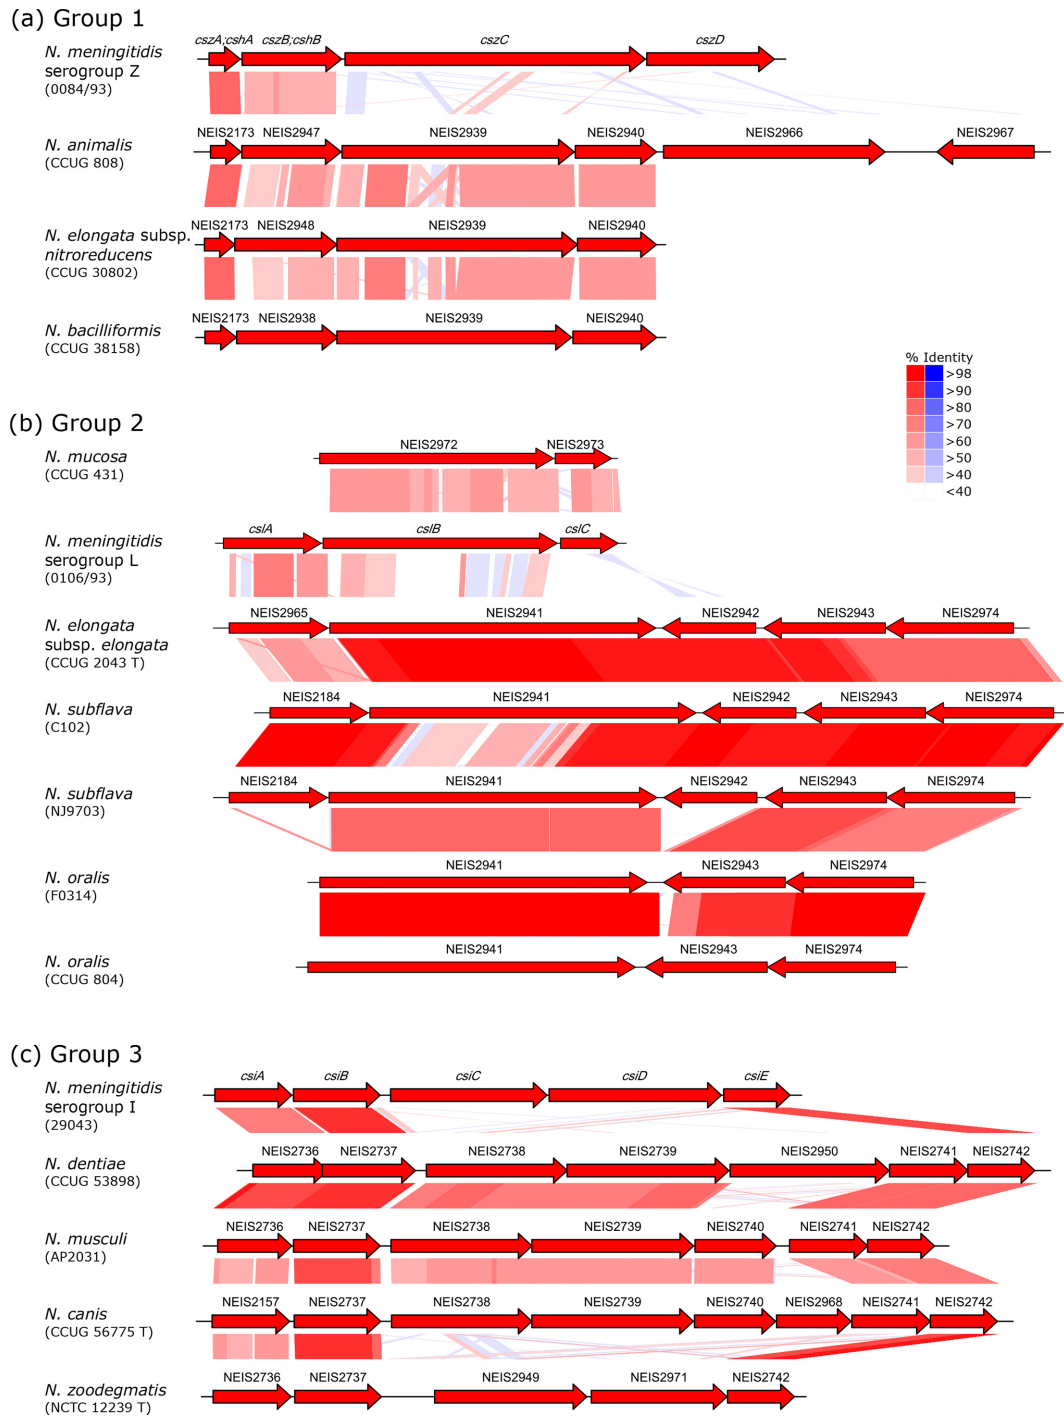 (a) Group 1
cszA;cshA cszB;cshB cszC cszD
N. meningitidis
serogroup Z
(0084/93)
NEIS2173 NEIS2947 NEIS2939 NEIS2940 NEIS2966 NEIS2967
N. animalis
(CCUG 808)
NEIS2173 NEIS2948 NEIS2939 NEIS2940
N. elongata subsp.
nitroreducens
(CCUG 30802)
NEIS2173 NEIS2938 NEIS2939 NEIS2940
N. bacilliformis
(CCUG 38158)
% Identity
>98
>90
>80
>70
>60
>50
>40
<40
(b) Group 2
NEIS2972 NEIS2973
N. mucosa
(CCUG 431)
cslA cslB cslC
N. meningitidis
serogroup L
(0106/93)
NEIS2965 NEIS2941 NEIS2942 NEIS2943 NEIS2974
N. elongata
subsp. elongata
(CCUG 2043 T)
NEIS2184 NEIS2941 NEIS2942 NEIS2943 NEIS2974
N. subflava
(C102)
NEIS2184 NEIS2941 NEIS2942 NEIS2943 NEIS2974
N. subflava
(NJ9703)
NEIS2941 NEIS2943 NEIS2974
N. oralis
(F0314)
NEIS2941 NEIS2943 NEIS2974
N. oralis
(CCUG 804)
(c) Group 3
csiA csiB csiC csiD csiE
N. meningitidis
serogroup I
(29043)
NEIS2736 NEIS2737 NEIS2738 NEIS2739 NEIS2950 NEIS2741 NEIS2742
N. dentiae
(CCUG 53898)
NEIS2736 NEIS2737 NEIS2738 NEIS2739 NEIS2740 NEIS2741 NEIS2742
N. musculi
(AP2031)
NEIS2157 NEIS2737 NEIS2738 NEIS2739 NEIS2740 NEIS2968 NEIS2741 NEIS2742
N. canis
(CCUG 56775 T)
NEIS2736 NEIS2737 NEIS2949 NEIS2971 NEIS2742
N. zoodegmatis
(NCTC 12239 T)